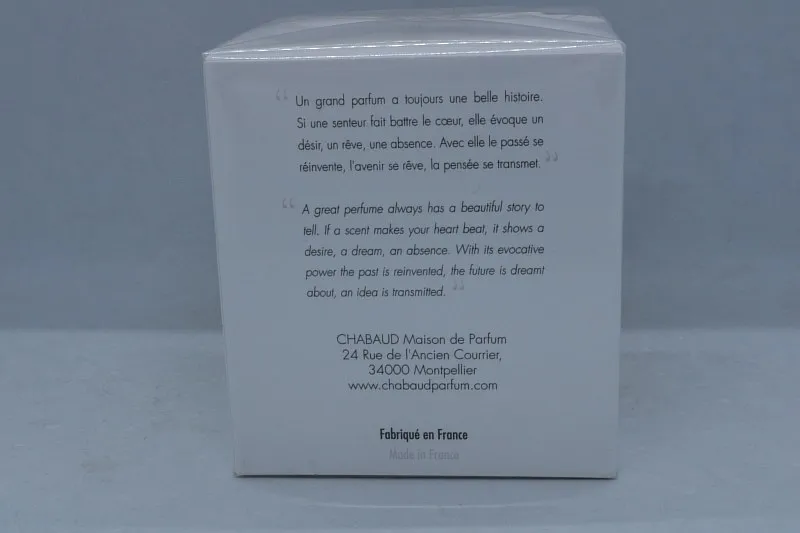 “ Un grand parfum a toujours une belle histoire.
Si une senteur fait battre le cœur, elle évoque un
désir, un rêve, une absence. Avec elle le passé se
réinvente, l'avenir se rêve, la pensée se transmet. ”
“ A great perfume always has a beautiful story to
tell. If a scent makes your heart beat, it shows a
desire, a dream, an absence. With its evocative
power the past is reinvented, the future is dreamt
about, an idea is transmitted. ”
CHABAUD Maison de Parfum
24 Rue de l'Ancien Courrier,
34000 Montpellier
www.chabaudparfum.com
Fabriqué en France
Made in France